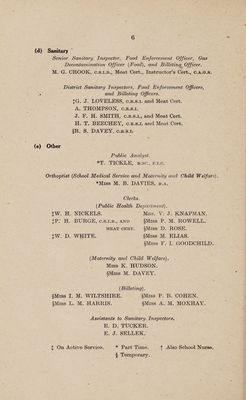 6
(d) Sanitary
Senior Sanitary Inspector, Food Enforcement Officer, Gas
Decontamination Officer (Food), and Billeting Officer.
M. G. CROOK, C.R.S.I., Meat Cert., Instructor's Cert., C.A.G.S.
District Sanitary Inspectors, Food Enforcement Officers,
and Billeting Officers.
‡G. J. LOVELESS, C.R.S.I. and Meat Cert.
A. THOMPSON, C.R.S.I.
J. F. H. SMITH, C.R.S.I., and Meat Cert.
H. T. BEECHEY, C.R.S.I. and Meat Cert.
§R. S. DAVEY, C.R.S.I.
(e) Other
Public Analyst.
*T. TICKLE, B.SC., F.I.C.
Orthoptist (School Medical Service and Maternity and Child Welfare).
*MISS M. B. DAVIES, B.A.
Clerks.
(Public Health Department).
‡W. H. NICKELS. MRS. V. J. KNAPMAN.
‡F. H. BURGE, C.R.S.I., AND §MISS P. M. ROWELL.
MEAT CERT. §MISS D. ROSE.
‡W. D. WHITE. §MISS M. ELIAS.
§MISS F. I. GOODCHILD.
(Maternity and Child Welfare).
MISS K. HUDSON.
§MISS M. DAVEY.
(Billeting).
§MISS I. M. WILTSHIRE. §MISS P. B. COHEN.
§MISS L. M. HARRIS. §MISS A. M. MOXHAY.
Assistants to Sanitary Inspectors.
R. D. TUCKER.
E. J. SELLEK.
‡ On Active Service. * Part Time. † Also School Nurse.
§ Temporary.